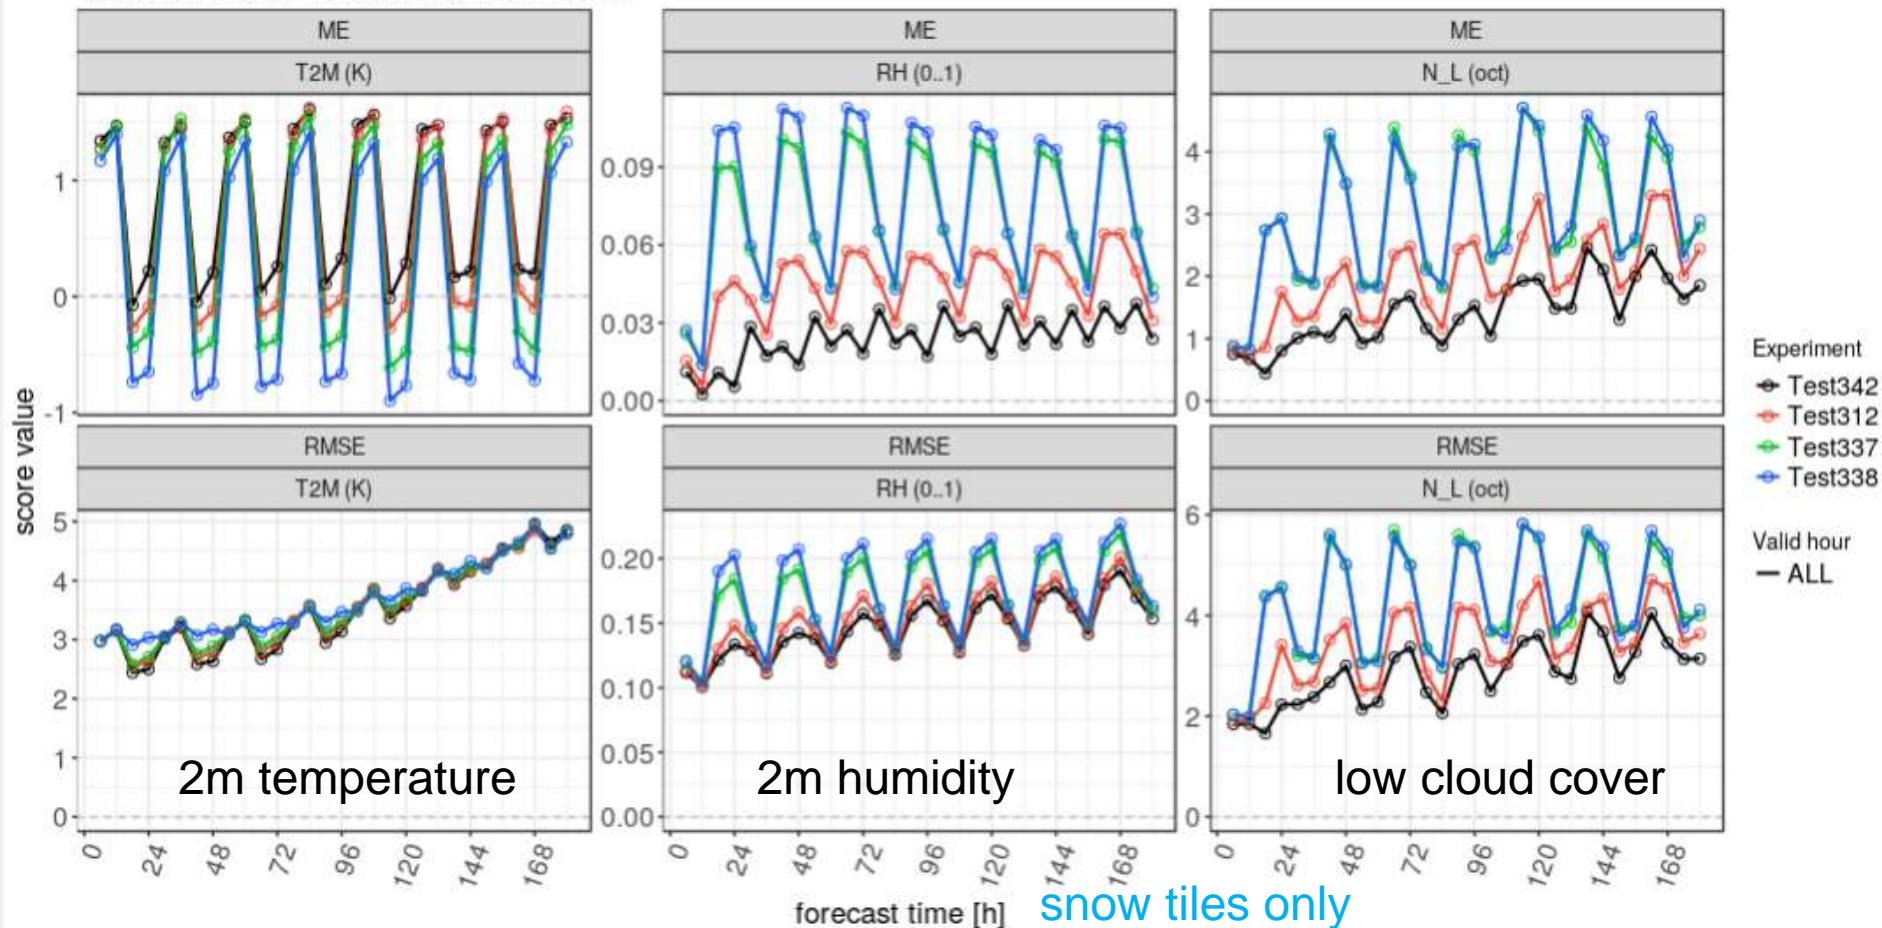 ME
ME
ME
T2M (K)
RH (0..1)
N_L (oct)
1
0
-1
0.09
0.06
0.03
0.00
4
3
2
1
0
score value
RMSE
RMSE
RMSE
T2M (K)
RH (0..1)
N_L (oct)
5
4
3
2
1
0
0.20
0.15
0.10
0.05
0.00
6
4
2
0
2m temperature
2m humidity
low cloud cover
0 24 48 72 96 120 144 168
0 24 48 72 96 120 144 168
0 24 48 72 96 120 144 168
forecast time [h]
snow tiles only
Experiment
Test342
Test312
Test337
Test338
Valid hour
ALL